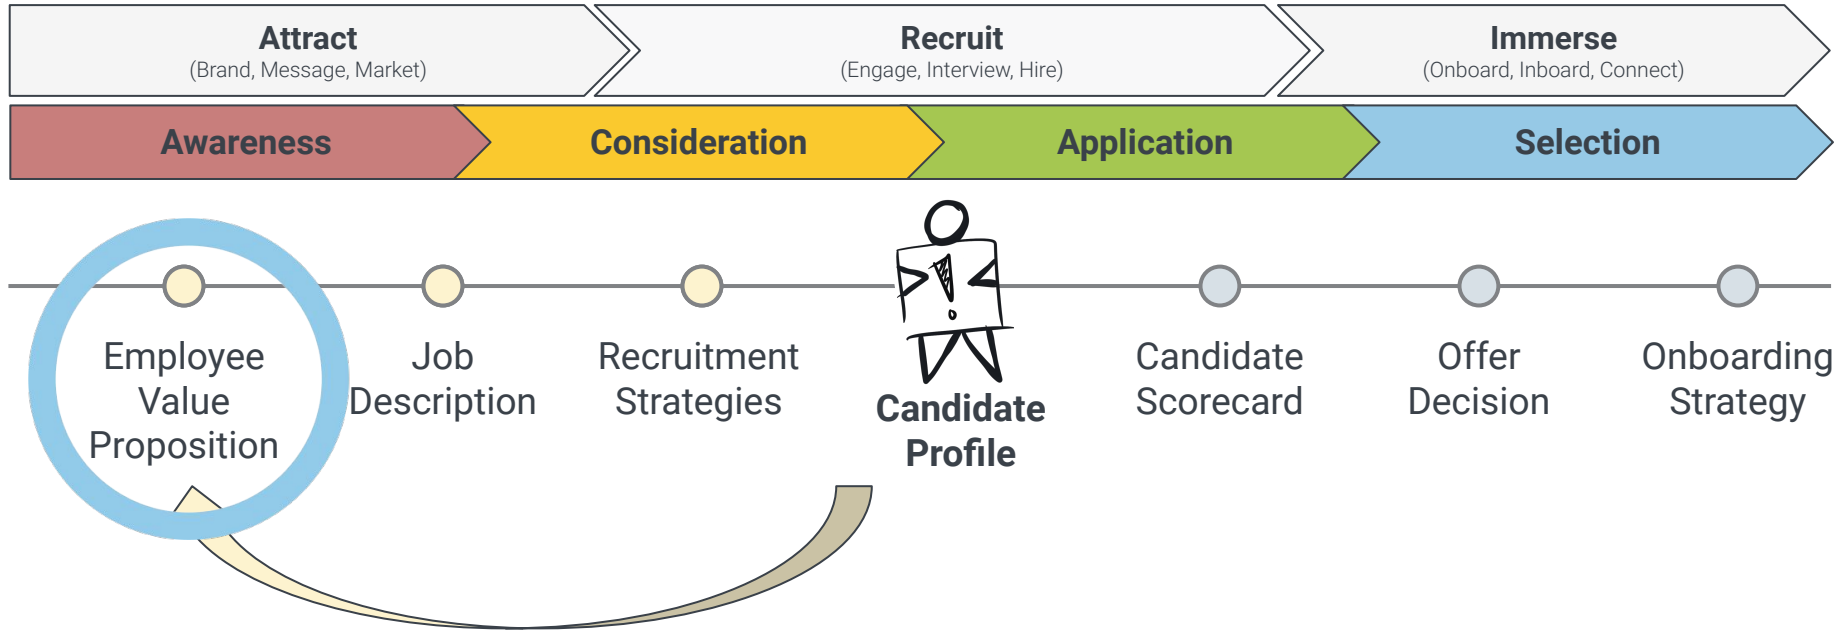 Attract
(Brand, Message, Market)
Recruit
(Engage, Interview, Hire)
Immerse
(Onboard, Inboard, Connect)
Awareness
Consideration
Application
Selection
Employee
Value
Proposition
Job
Description
Recruitment
Strategies
Candidate
Profile
Candidate
Scorecard
Offer
Decision
Onboarding
Strategy